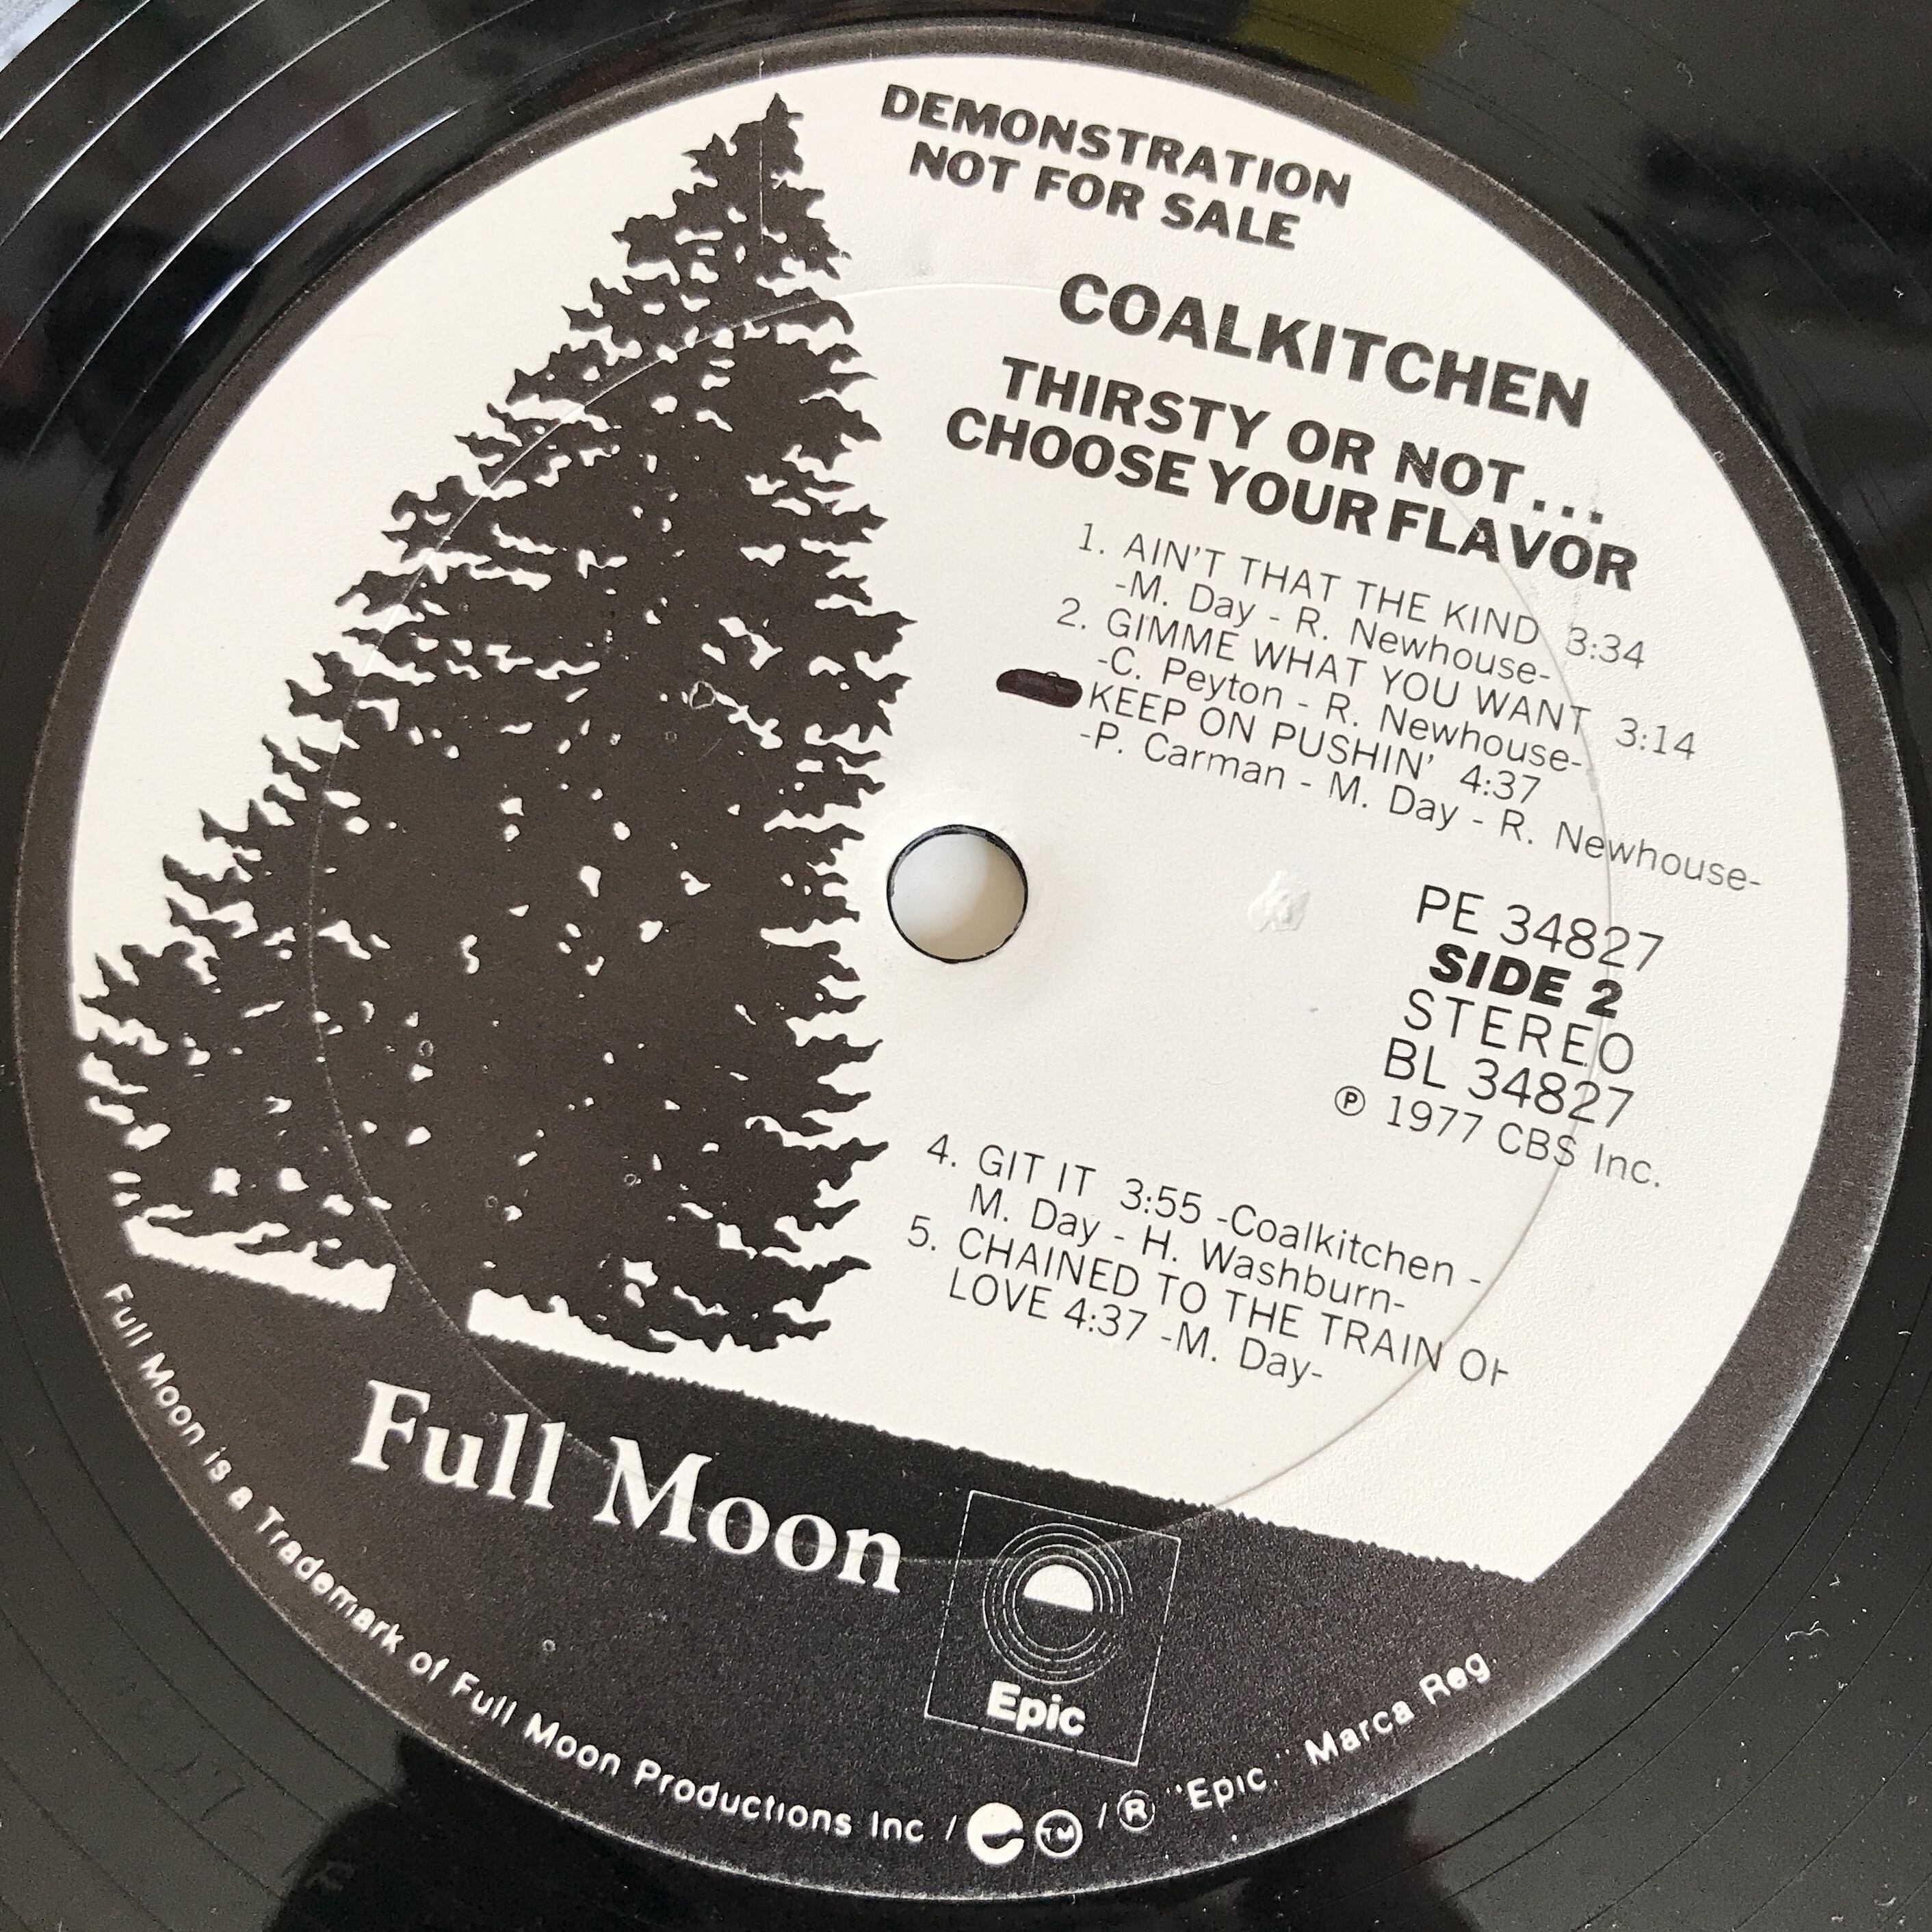 DEMONSTRATION
NOT FOR SALE
COALKITCHEN
THIRSTY OR NOT...
CHOOSE YOUR FLAVOR
1. AIN'T THAT THE KIND 3:34
-M. Day - R. Newhouse-
2. GIMME WHAT YOU WANT 3:14
-C. Peyton - R. Newhouse-
KEEP ON PUSHIN' 4:37
-P. Carman - M. Day - R. Newhouse-
PE 34827
SIDE 2
STEREO
BL 34827
Ⓟ 1977 CBS Inc.
4. GIT IT 3:55 -Coalkitchen -
M. Day - H. Washburn-
5. CHAINED TO THE TRAIN OF
LOVE 4:37 -M. Day-
Full Moon
Epic
Full Moon is a Trademark of Full Moon Productions Inc / e TM / ® "Epic," Marca Reg.